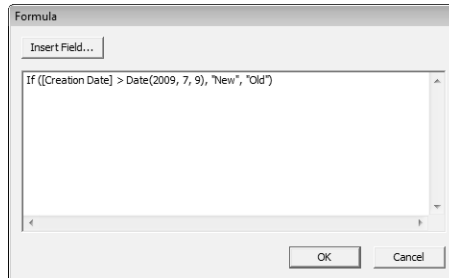 Formula
Insert Field...
If ([Creation Date] > Date(2009, 7, 9), "New", "Old")
OK
Cancel